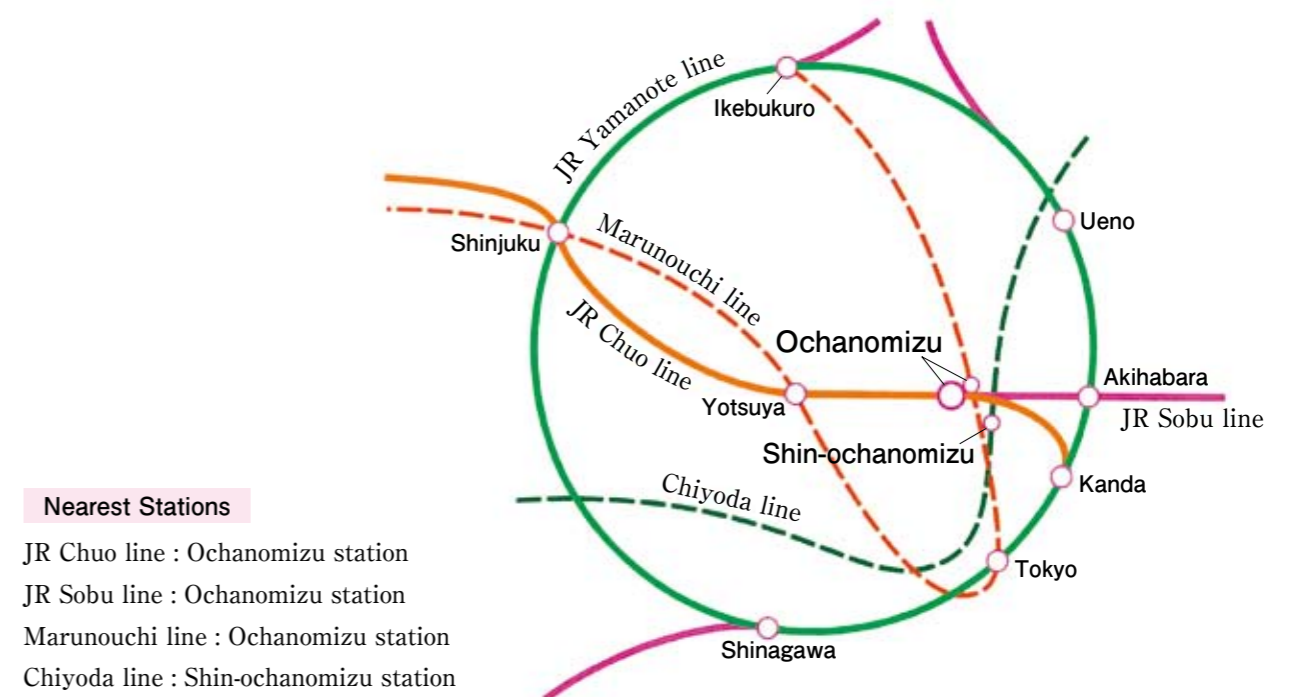 JR Yamanote line
Ikebukuro
Ueno
Shinjuku
Marunouchi line
JR Chuo line
Ochanomizu
Akihabara
Yotsuya
JR Sobu line
Shin-ochanomizu
Kanda
Chiyoda line
Tokyo
Shinagawa
Nearest Stations
JR Chuo line : Ochanomizu station
JR Sobu line : Ochanomizu station
Marunouchi line : Ochanomizu station
Chiyoda line : Shin-ochanomizu station